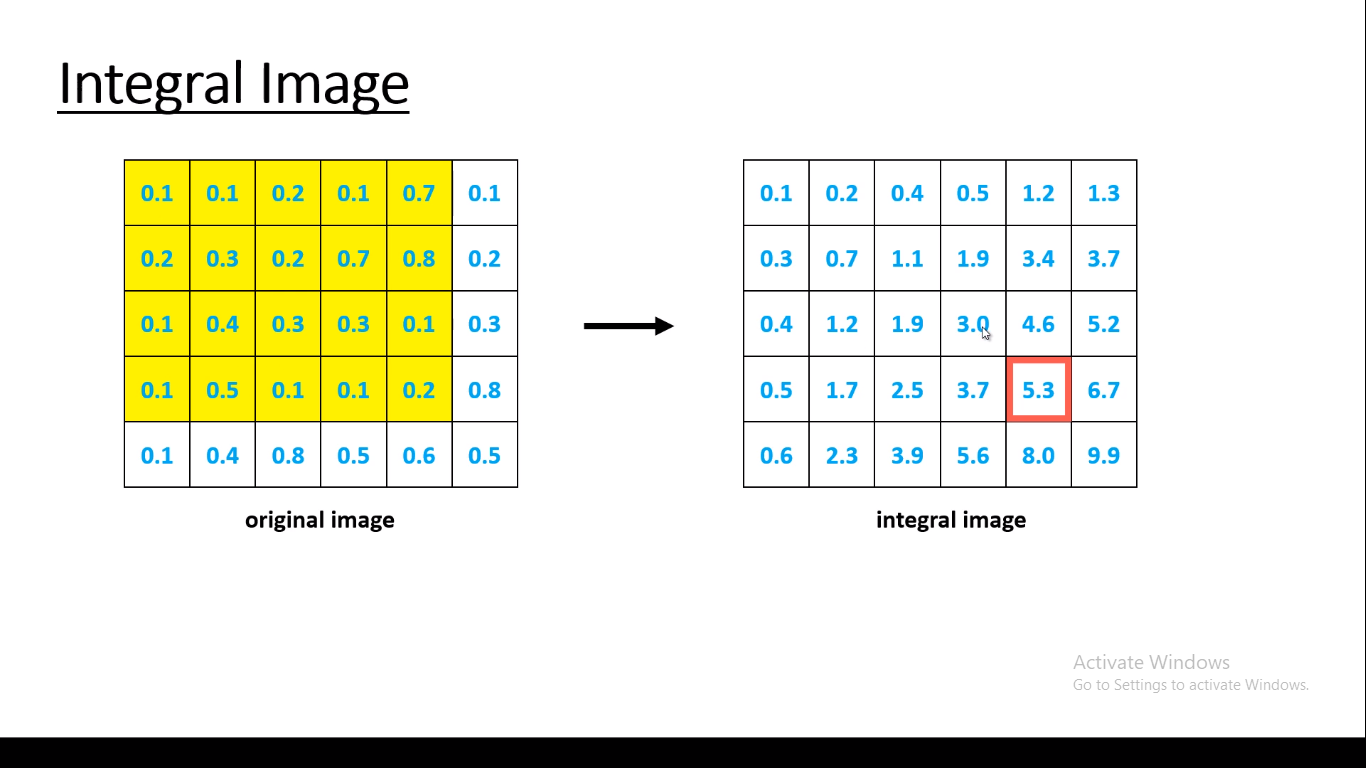 Integral Image
0.1 0.1 0.2 0.1 0.7 0.1
0.2 0.3 0.2 0.7 0.8 0.2
0.1 0.4 0.3 0.3 0.1 0.3
0.1 0.5 0.1 0.1 0.2 0.8
0.1 0.4 0.8 0.5 0.6 0.5
original image
0.1 0.2 0.4 0.5 1.2 1.3
0.3 0.7 1.1 1.9 3.4 3.7
0.4 1.2 1.9 3.0 4.6 5.2
0.5 1.7 2.5 3.7 5.3 6.7
0.6 2.3 3.9 5.6 8.0 9.9
integral image
Activate Windows
Go to Settings to activate Windows.